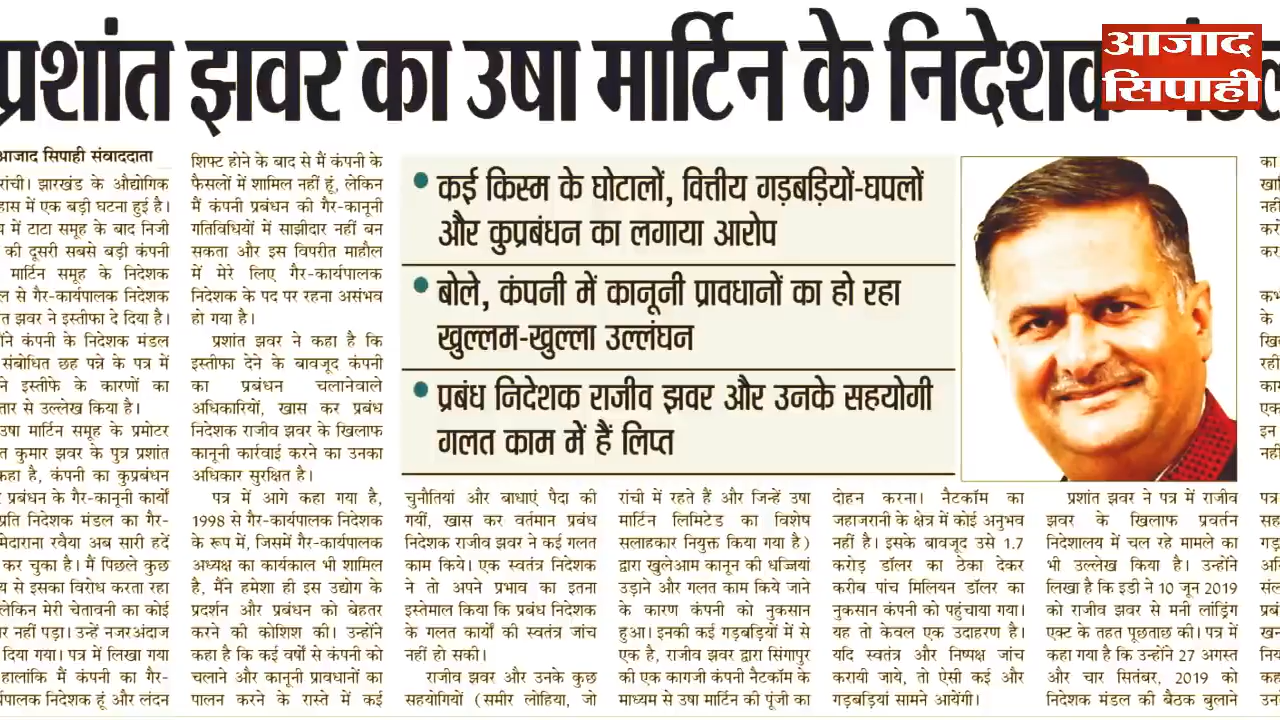 प्रशांत झवर का उषा मार्टिन के निदेशक
आजाद
सिपाही
आजाद सिपाही संवाददाता
रांची। झारखंड के औद्योगिक
हास में एक बड़ी घटना हुई है।
में टाटा समूह के बाद निजी
की दूसरी सबसे बड़ी कंपनी
मार्टिन समूह के निदेशक
ल से गैर-कार्यपालक निदेशक
त झवर ने इस्तीफा दे दिया है।
ोंने कंपनी के निदेशक मंडल
संबोधित छह पन्ने के पत्र में
ने इस्तीफे के कारणों का
तार से उल्लेख किया है।
उषा मार्टिन समूह के प्रमोटर
त कुमार झवर के पुत्र प्रशांत
कहा है, कंपनी का कुप्रबंधन
प्रबंधन के गैर-कानूनी कार्यों
प्रति निदेशक मंडल का गैर-
मेदाराना रवैया अब सारी हदें
कर चुका है। मैं पिछले कुछ
य से इसका विरोध करता रहा
लेकिन मेरी चेतावनी का कोई
र नहीं पड़ा। उन्हें नजरअंदाज
दिया गया। पत्र में लिखा गया
हालांकि मैं कंपनी का गैर-
र्यपालक निदेशक हूं और लंदन
शिफ्ट होने के बाद से मैं कंपनी के
फैसलों में शामिल नहीं हूं, लेकिन
मैं कंपनी प्रबंधन की गैर-कानूनी
गतिविधियों में साझीदार नहीं बन
सकता और इस विपरीत माहौल
में मेरे लिए गैर-कार्यपालक
निदेशक के पद पर रहना असंभव
हो गया है।
प्रशांत झवर ने कहा है कि
इस्तीफा देने के बावजूद कंपनी
का प्रबंधन चलानेवाले
अधिकारियों, खास कर प्रबंध
निदेशक राजीव झवर के खिलाफ
कानूनी कार्रवाई करने का उनका
अधिकार सुरक्षित है।
पत्र में आगे कहा गया है,
1998 से गैर-कार्यपालक निदेशक
के रूप में, जिसमें गैर-कार्यपालक
अध्यक्ष का कार्यकाल भी शामिल
है, मैंने हमेशा ही इस उद्योग के
प्रदर्शन और प्रबंधन को बेहतर
करने की कोशिश की। उन्होंने
कहा है कि कई वर्षों से कंपनी को
चलाने और कानूनी प्रावधानों का
पालन करने के रास्ते में कई
• कई किस्म के घोटालों, वित्तीय गड़बड़ियों-घपलों
और कुप्रबंधन का लगाया आरोप
• बोले, कंपनी में कानूनी प्रावधानों का हो रहा
खुल्लम-खुल्ला उल्लंघन
• प्रबंध निदेशक राजीव झवर और उनके सहयोगी
गलत काम में हैं लिप्त
चुनौतियां और बाधाएं पैदा की
गयीं, खास कर वर्तमान प्रबंध
निदेशक राजीव झवर ने कई गलत
काम किये। एक स्वतंत्र निदेशक
ने तो अपने प्रभाव का इतना
इस्तेमाल किया कि प्रबंध निदेशक
के गलत कार्यों की स्वतंत्र जांच
नहीं हो सकी।
राजीव झवर और उनके कुछ
सहयोगियों (समीर लोहिया, जो
रांची में रहते हैं और जिन्हें उषा
मार्टिन लिमिटेड का विशेष
सलाहकार नियुक्त किया गया है)
द्वारा खुलेआम कानून की धज्जियां
उड़ाने और गलत काम किये जाने
के कारण कंपनी को नुकसान
हुआ। इनकी कई गड़बड़ियों में से
एक है, राजीव झवर द्वारा सिंगापुर
की एक कागजी कंपनी नैटकॉम के
माध्यम से उषा मार्टिन की पूंजी का
दोहन करना। नैटकॉम का
जहाजरानी के क्षेत्र में कोई अनुभव
नहीं है। इसके बावजूद उसे 1.7
करोड़ डॉलर का ठेका देकर
करीब पांच मिलियन डॉलर का
नुकसान कंपनी को पहुंचाया गया।
यह तो केवल एक उदाहरण है।
यदि स्वतंत्र और निष्पक्ष जांच
करायी जाये, तो ऐसी कई और
गड़बड़ियां सामने आयेंगी।
प्रशांत झवर ने पत्र में राजीव
झवर के खिलाफ प्रवर्तन
निदेशालय में चल रहे मामले का
भी उल्लेख किया है। उन्होंने
लिखा है कि इडी ने 10 जून 2019
को राजीव झवर से मनी लांड्रिंग
एक्ट के तहत पूछताछ की। पत्र में
कहा गया है कि उन्होंने 27 अगस्त
और चार सितंबर, 2019 को
निदेशक मंडल की बैठक बुलाने
का
खा
नहीं
करे
कर
कर्भ
के
खि
रही
का
एक
इन
नहीं
पत्र